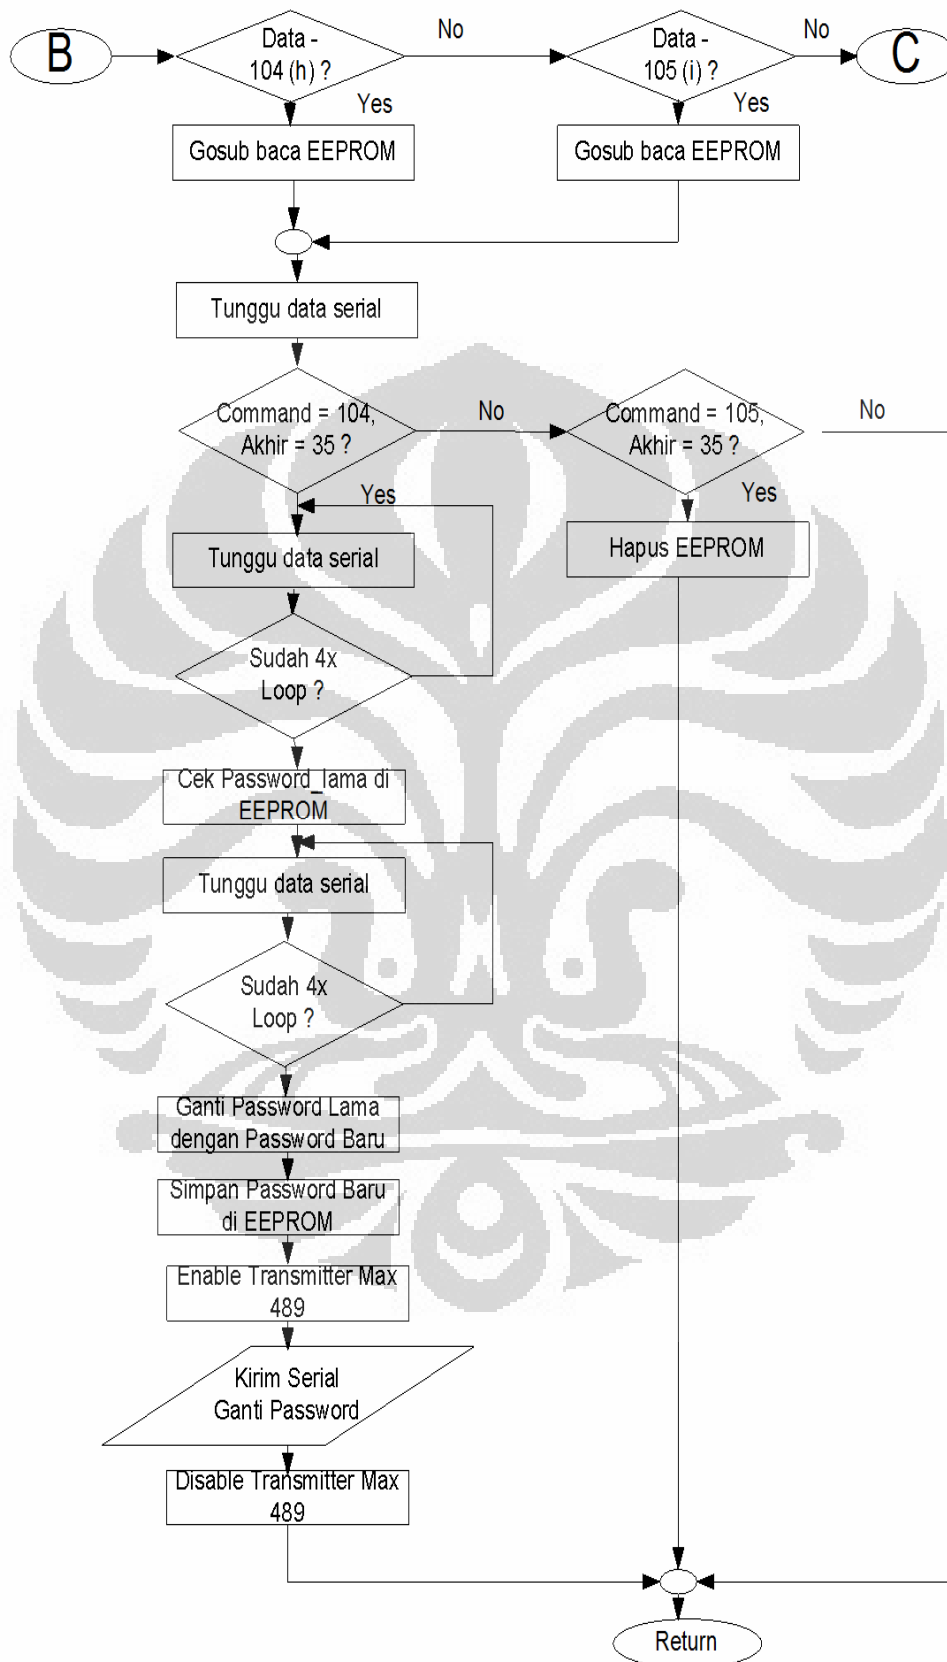 B
Data -
104 (h) ?
No
Data -
105 (i) ?
No
C
Yes
Yes
Gosub baca EEPROM
Gosub baca EEPROM
Tunggu data serial
Command = 104,
Akhir = 35 ?
No
Command = 105,
Akhir = 35 ?
No
Yes
Yes
Tunggu data serial
Hapus EEPROM
Sudah 4x
Loop ?
Cek Password_lama di
EEPROM
Tunggu data serial
Sudah 4x
Loop ?
Ganti Password Lama
dengan Password Baru
Simpan Password Baru
di EEPROM
Enable Transmitter Max
489
Kirim Serial
Ganti Password
Disable Transmitter Max
489
Return